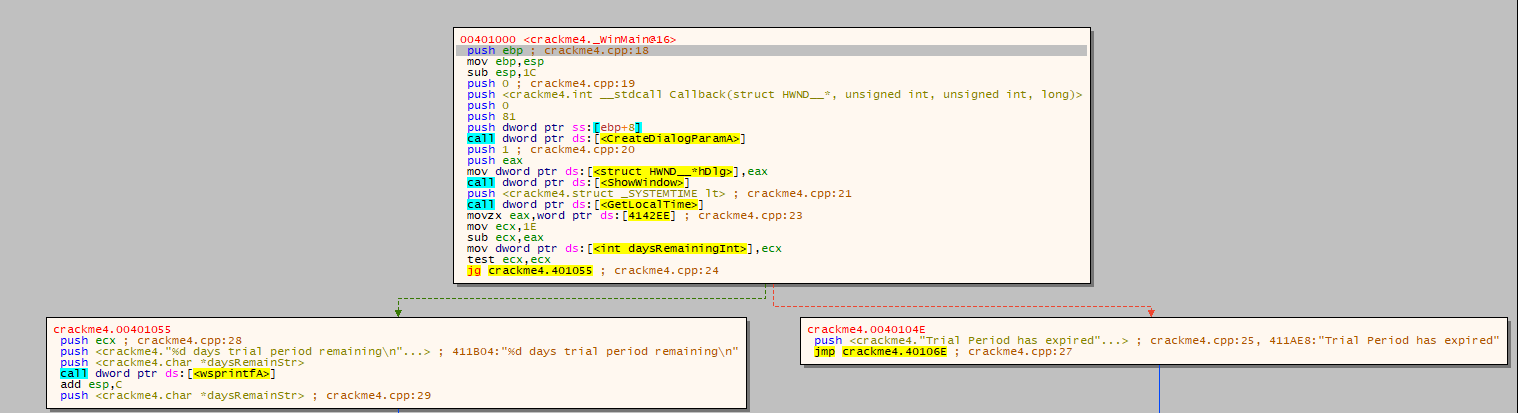 00401000 <crackme4._WinMain@16>
push ebp ; crackme4.cpp:18
mov ebp,esp
sub esp,1C
push 0 ; crackme4.cpp:19
push <crackme4.int __stdcall Callback(struct HWND__*, unsigned int, unsigned int, long)>
push 0
push 81
push dword ptr ss:[ebp+8]
call dword ptr ds:[<CreateDialogParamA>]
push 1 ; crackme4.cpp:20
push eax
mov dword ptr ds:[<struct HWND__*hDlg>],eax
call dword ptr ds:[<ShowWindow>]
push <crackme4.struct _SYSTEMTIME lt> ; crackme4.cpp:21
call dword ptr ds:[<GetLocalTime>]
movzx eax,word ptr ds:[4142EE] ; crackme4.cpp:23
mov ecx,1E
sub ecx,eax
mov dword ptr ds:[<int daysRemainingInt>],ecx
test ecx,ecx
jg crackme4.401055 ; crackme4.cpp:24
crackme4.00401055
push ecx ; crackme4.cpp:28
push <crackme4."%d days trial period remaining\n"...> ; 411B04:"%d days trial period remaining\n"
push <crackme4.char *daysRemainStr>
call dword ptr ds:[<wsprintfA>]
add esp,C
push <crackme4.char *daysRemainStr> ; crackme4.cpp:29
crackme4.0040104E
push <crackme4."Trial Period has expired"...> ; crackme4.cpp:25, 411AE8:"Trial Period has expired"
jmp crackme4.40106E ; crackme4.cpp:27